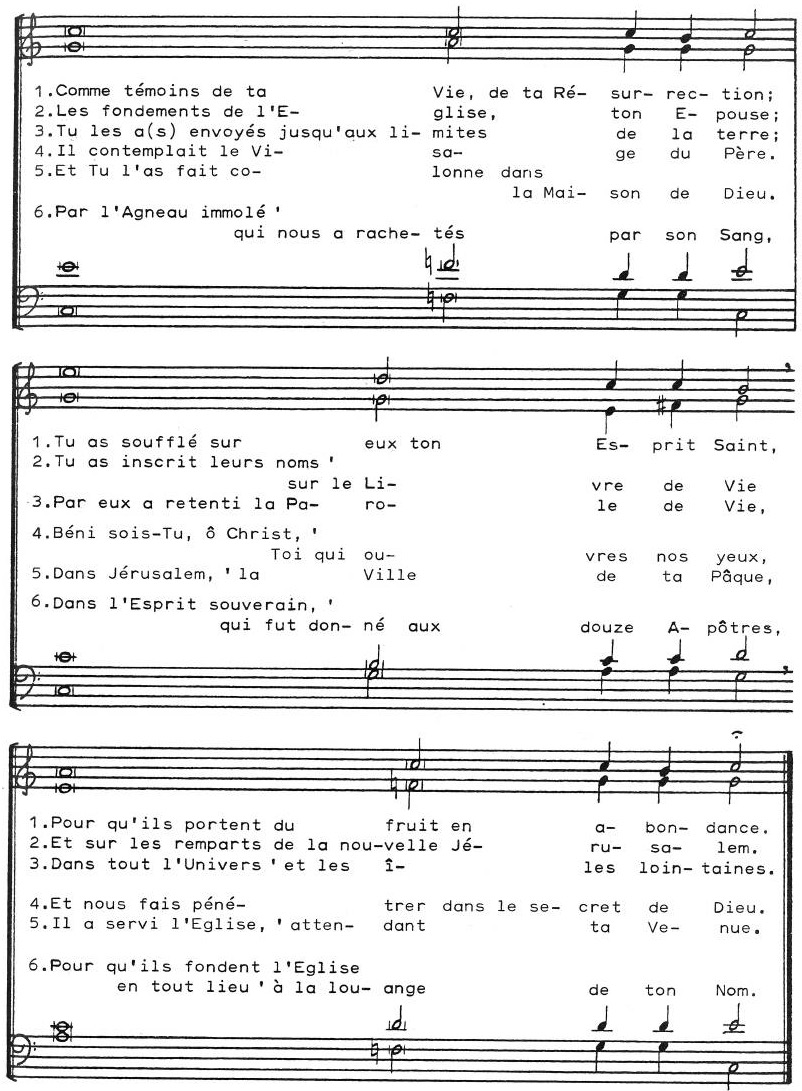 1.Comme témoins de ta Vie, de ta Ré- sur- rec- tion;
2.Les fondements de l'E- glise, ton E- pouse;
3.Tu les a(s) envoyés jusqu'aux li- mites de la terre;
4.Il contemplait le Vi- sa- ge du Père.
5.Et Tu l'as fait co- lonne dans
la Mai- son de Dieu.
6.Par l'Agneau immolé '
qui nous a rache- tés par son Sang,
1.Tu as soufflé sur eux ton Es- prit Saint,
2.Tu as inscrit leurs noms '
sur le Li- vre de Vie
3.Par eux a retenti la Pa- ro- le de Vie,
4.Béni sois-Tu, ô Christ, '
Toi qui ou- vres nos yeux,
5.Dans Jérusalem, ' la Ville de ta Pâque,
6.Dans l'Esprit souverain, '
qui fut don- né aux douze A- pôtres,
1.Pour qu'ils portent du fruit en a- bon- dance.
2.Et sur les remparts de la nou-velle Jé- ru- sa- lem.
3.Dans tout l'Univers ' et les î- les loin- taines.
4.Et nous fais péné- trer dans le se- cret de Dieu.
5.Il a servi l'Eglise, ' atten- dant ta Ve- nue.
6.Pour qu'ils fondent l'Eglise
en tout lieu ' à la lou- ange de ton Nom.